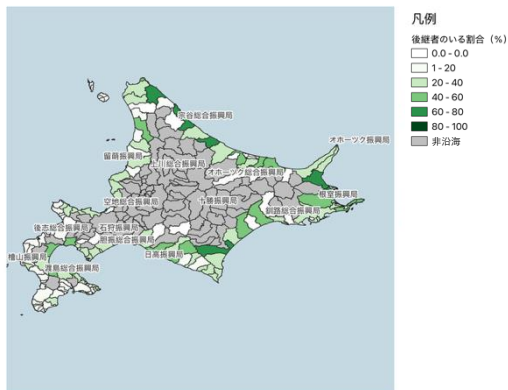 凡例
後継者のいる割合（%）
0.0 - 0.0
1 - 20
20 - 40
40 - 60
60 - 80
80 - 100
非沿海
宗谷総合振興局
オホーツク振興局
留萌振興局
上川総合振興局
オホーツク総合振興局
根室振興局
空知総合振興局
十勝振興局
釧路総合振興局
後志総合振興局
石狩振興局
胆振総合振興局
日高振興局
檜山振興局
渡島総合振興局